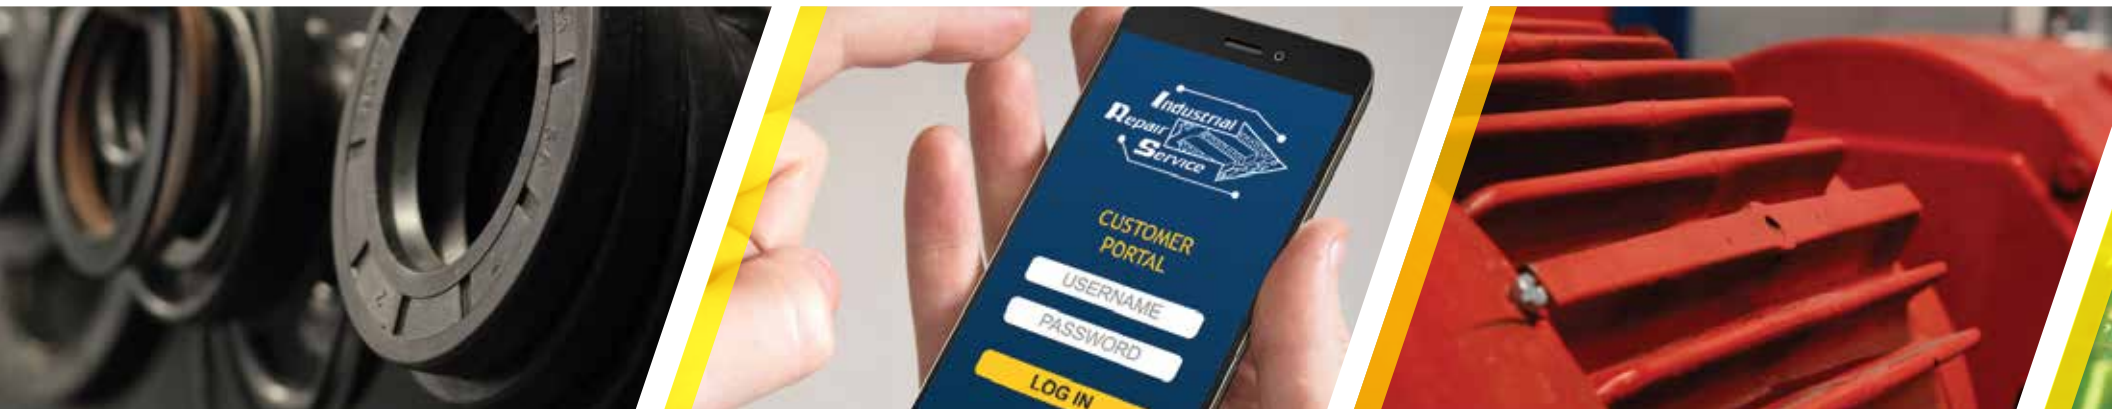 Industrial
Repair
Service
CUSTOMER
PORTAL
USERNAME
PASSWORD
LOG IN